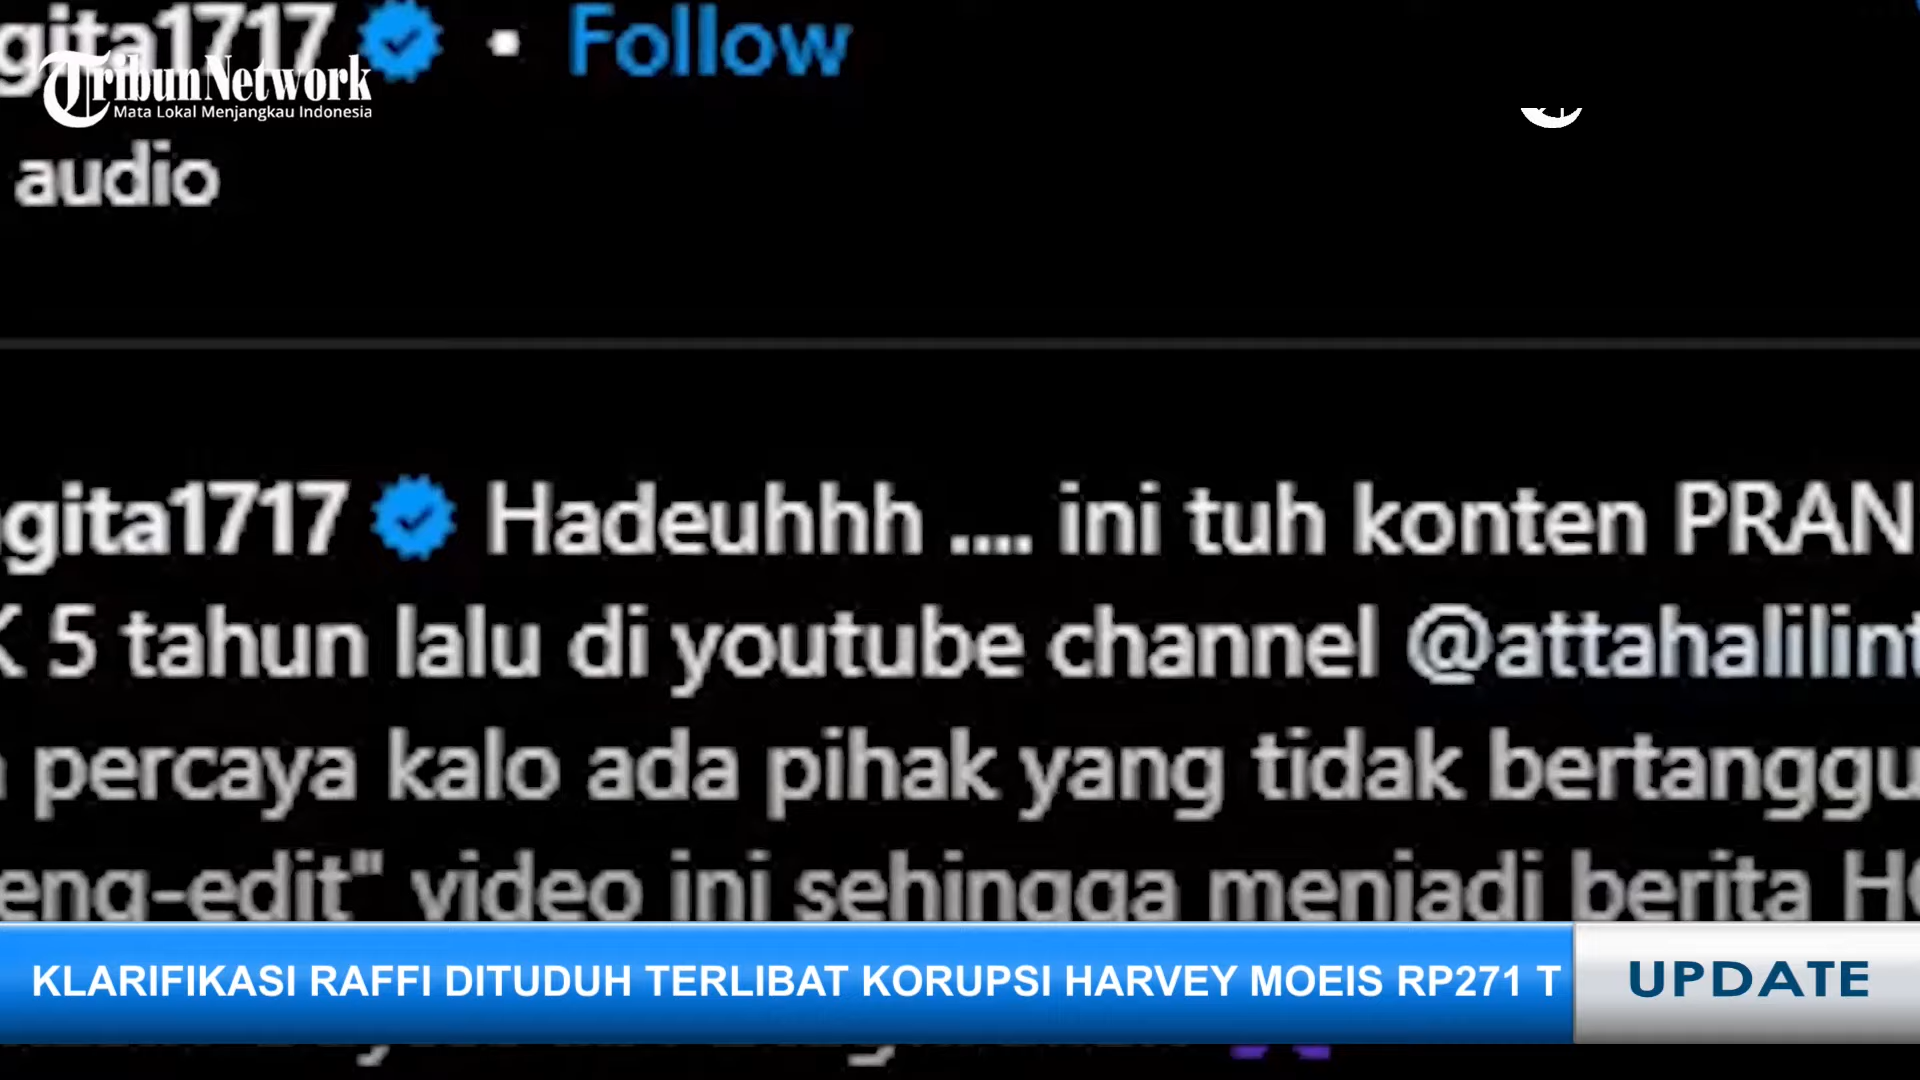 gita1717 • Follow
TribunNetwork
Mata Lokal Menjangkau Indonesia
audio
gita1717 Hadeuhhh .... ini tuh konten PRAN
K 5 tahun lalu di youtube channel @attahalilint
percaya kalo ada pihak yang tidak bertanggu
eng-edit" video ini sehingga menjadi berita HO
KLARIFIKASI RAFFI DITUDUH TERLIBAT KORUPSI HARVEY MOEIS RP271 T
UPDATE